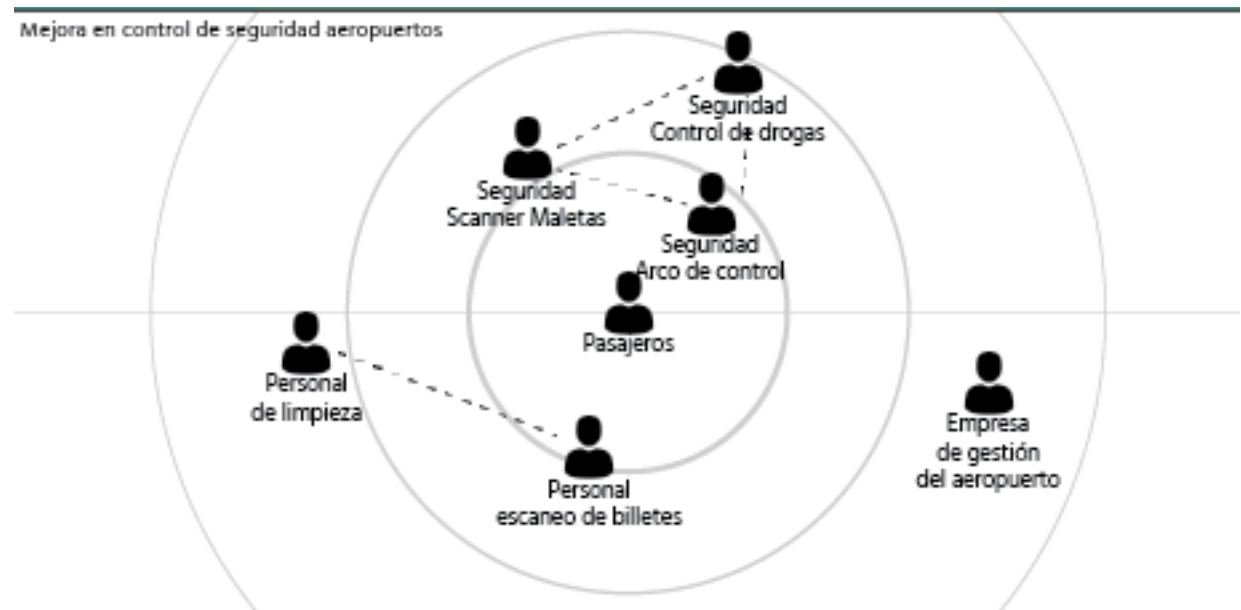 Mejora en control de seguridad aeropuertos
Seguridad
Control de drogas
Seguridad
Scanner Maletas
Seguridad
Arco de control
Pasajeros
Personal
de limpieza
Empresa
de gestión
del aeropuerto
Personal
escaneo de billetes